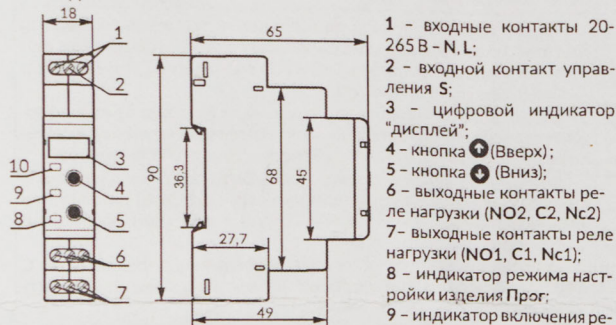 18
1
2
10
3
9
4
8
5
6
7
65
90
36.3
68
45
27,7
49
1 – входные контакты 20-
265 В – N, L;
2 – входной контакт управ-
ления S;
3 – цифровой индикатор
"дисплей";
4 – кнопка (Вверх);
5 – кнопка (Вниз);
6 – выходные контакты ре-
ле нагрузки (NO2, C2, Nc2)
7– выходные контакты реле
нагрузки (NO1, C1, Nc1);
8 – индикатор режима наст-
ройки изделия Прог;
9 – индикатор включения ре-